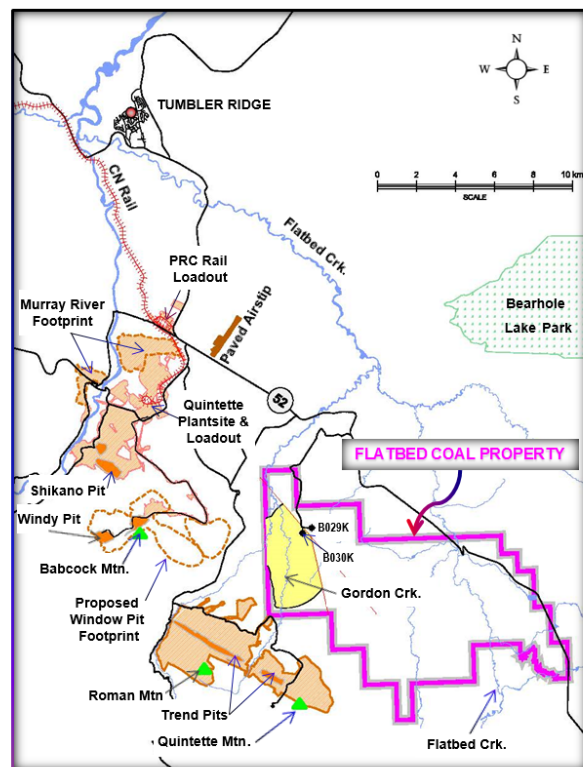 N
W E
S
TUMBLER RIDGE
0 2 4 6 8 10 km
SCALE
CN Rail
Flatbed Crk.
PRC Rail
Loadout
Murray River
Footprint
Paved Airstip
Bearhole
Lake Park
52
Quintette
Plantsite &
Loadout
FLATBED COAL PROPERTY
Shikano Pit
Windy Pit
B029K
B030K
Babcock Mtn.
Gordon Crk.
Proposed
Window Pit
Footprint
Roman Mtn
Trend Pits
Quintette Mtn.
Flatbed Crk.